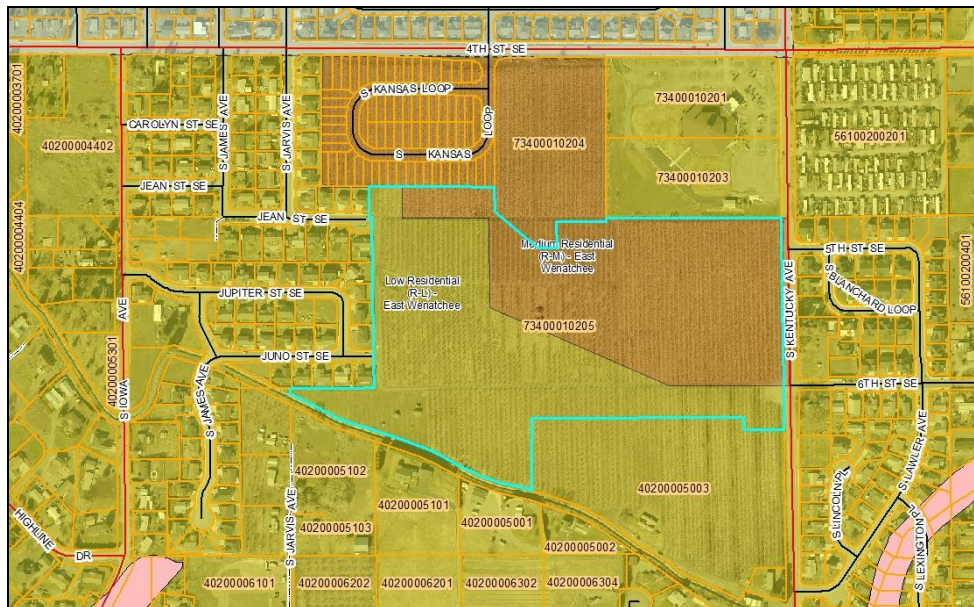 4TH ST SE
40200003701
S KANSAS LOOP
LOOP
73400010201
CAROLYN ST SE
S JAMES AVE
S JARVIS AVE
56100200201
40200004402
73400010204
S KANSAS
73400010203
JEAN ST SE
40200004404
JEAN ST SE
Medium Residential
(R-M) - East
Wenatchee
5TH ST SE
56100200401
Low Residential
(R-L) -
East Wenatchee
S BLANCHARD LOOP
JUPITER ST SE
S IOWA AVE
73400010205
S KENTUCKY AVE
40200005301
JUNO ST SE
6TH ST SE
S JAMES AVE
S LAWLER AVE
40200005102
40200005003
40200005101
S LINCOLN PL
HIGHLINE DR
S JARVIS AVE
40200005103
40200005001
S LEXINGTON PL
40200005002
40200006101
40200006202
40200006201
40200006302
40200006304